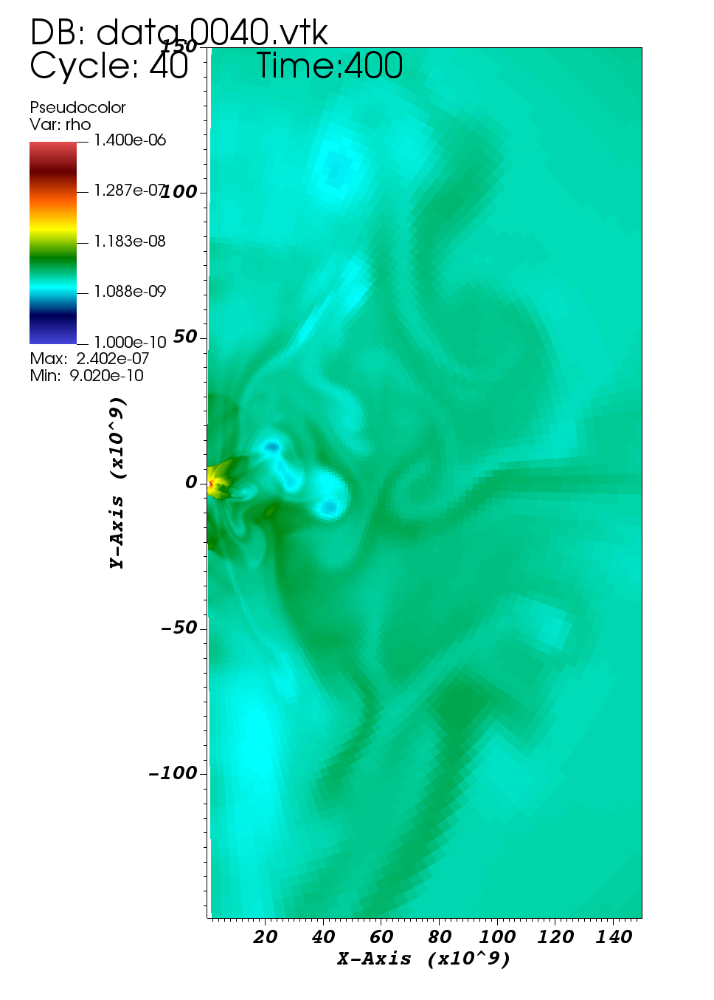 DB: data.0040.vtk
Cycle: 40 Time:400
Pseudocolor
Var: rho
1.400e-06
1.287e-07
1.183e-08
1.088e-09
1.000e-10
Max: 2.402e-07
Min: 9.020e-10
150
100
50
0
-50
-100
Y-Axis (x10^9)
20 40 60 80 100 120 140
X-Axis (x10^9)